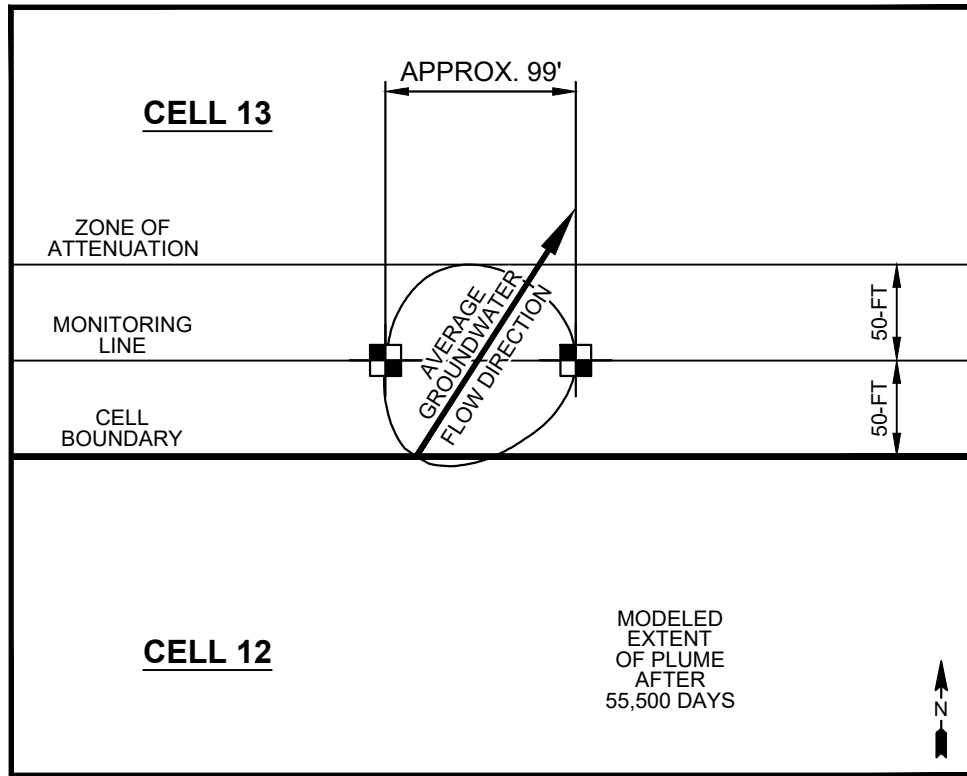 APPROX. 99'
CELL 13
ZONE OF
ATTENUATION
AVERAGE
GROUNDWATER
FLOW DIRECTION
50-FT
MONITORING
LINE
50-FT
CELL
BOUNDARY
CELL 12
MODELED
EXTENT
OF PLUME
AFTER
55,500 DAYS
N